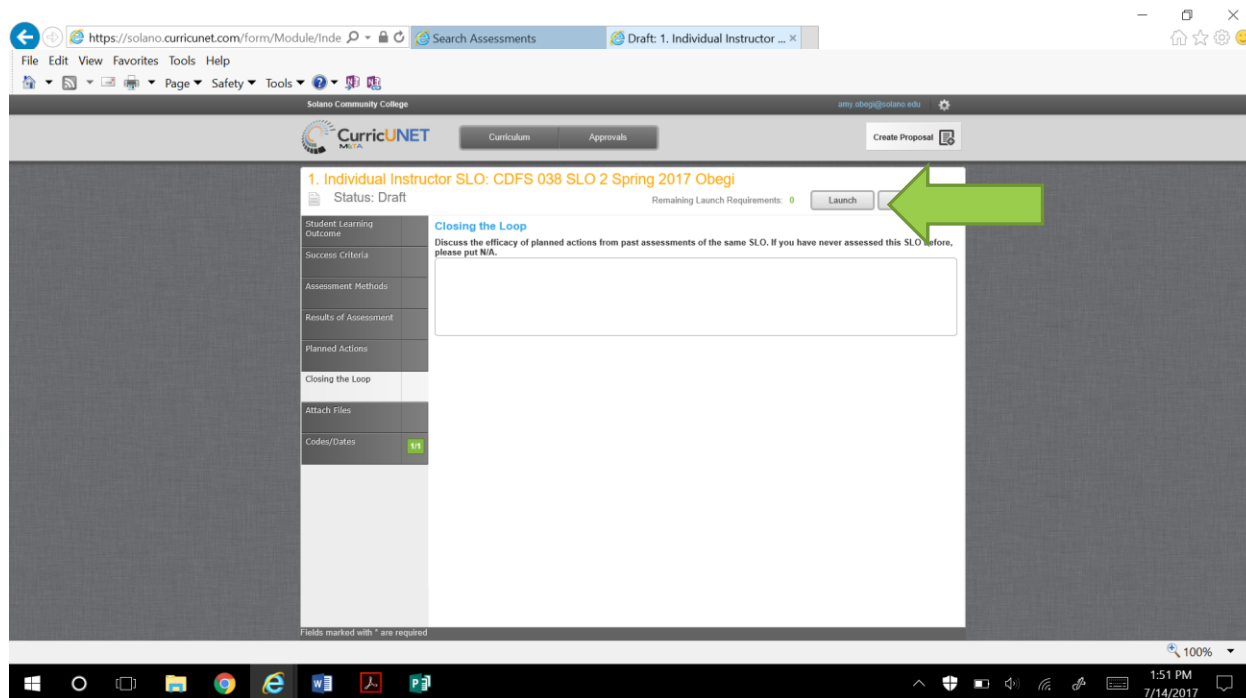 https://solano.curricunet.com/form/Module/Inde
Search Assessments
Draft: 1. Individual Instructor ... ×
File Edit View Favorites Tools Help
Page Safety Tools
Solano Community College
amy.obegi@solano.edu
CurricUNET
META
Curriculum
Approvals
Create Proposal
1. Individual Instructor SLO: CDFS 038 SLO 2 Spring 2017 Obegi
Status: Draft
Remaining Launch Requirements: 0
Launch
Student Learning
Outcome
Success Criteria
Assessment Methods
Results of Assessment
Planned Actions
Closing the Loop
Attach Files
Codes/Dates
1/1
Closing the Loop
Discuss the efficacy of planned actions from past assessments of the same SLO. If you have never assessed this SLO before,
please put N/A.
Fields marked with * are required
100%
1:51 PM
7/14/2017